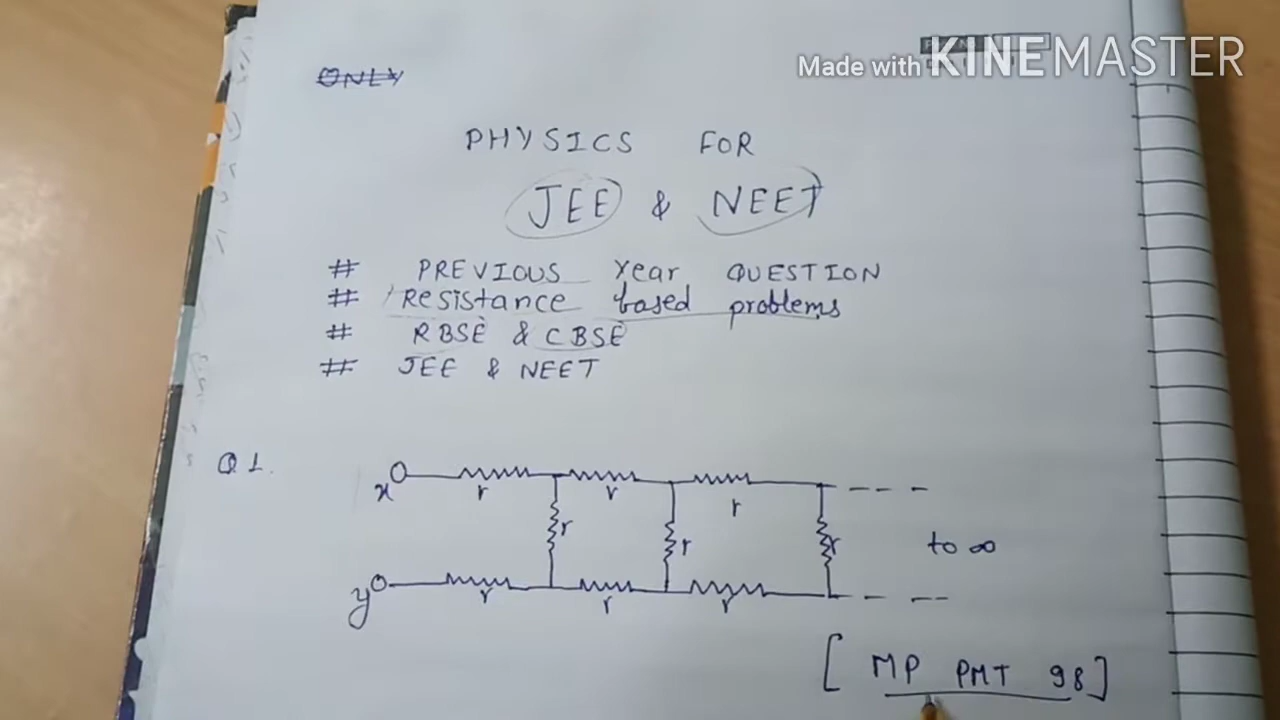 Made with KINEMASTER
ONLY
PHYSICS FOR
JEE & NEET
# PREVIOUS Year QUESTION
# Resistance based problems
# RBSE & CBSE
# JEE & NEET
Q 1.
x r r r
r r r to ∞
y r r r
[ MP PMT 98 ]